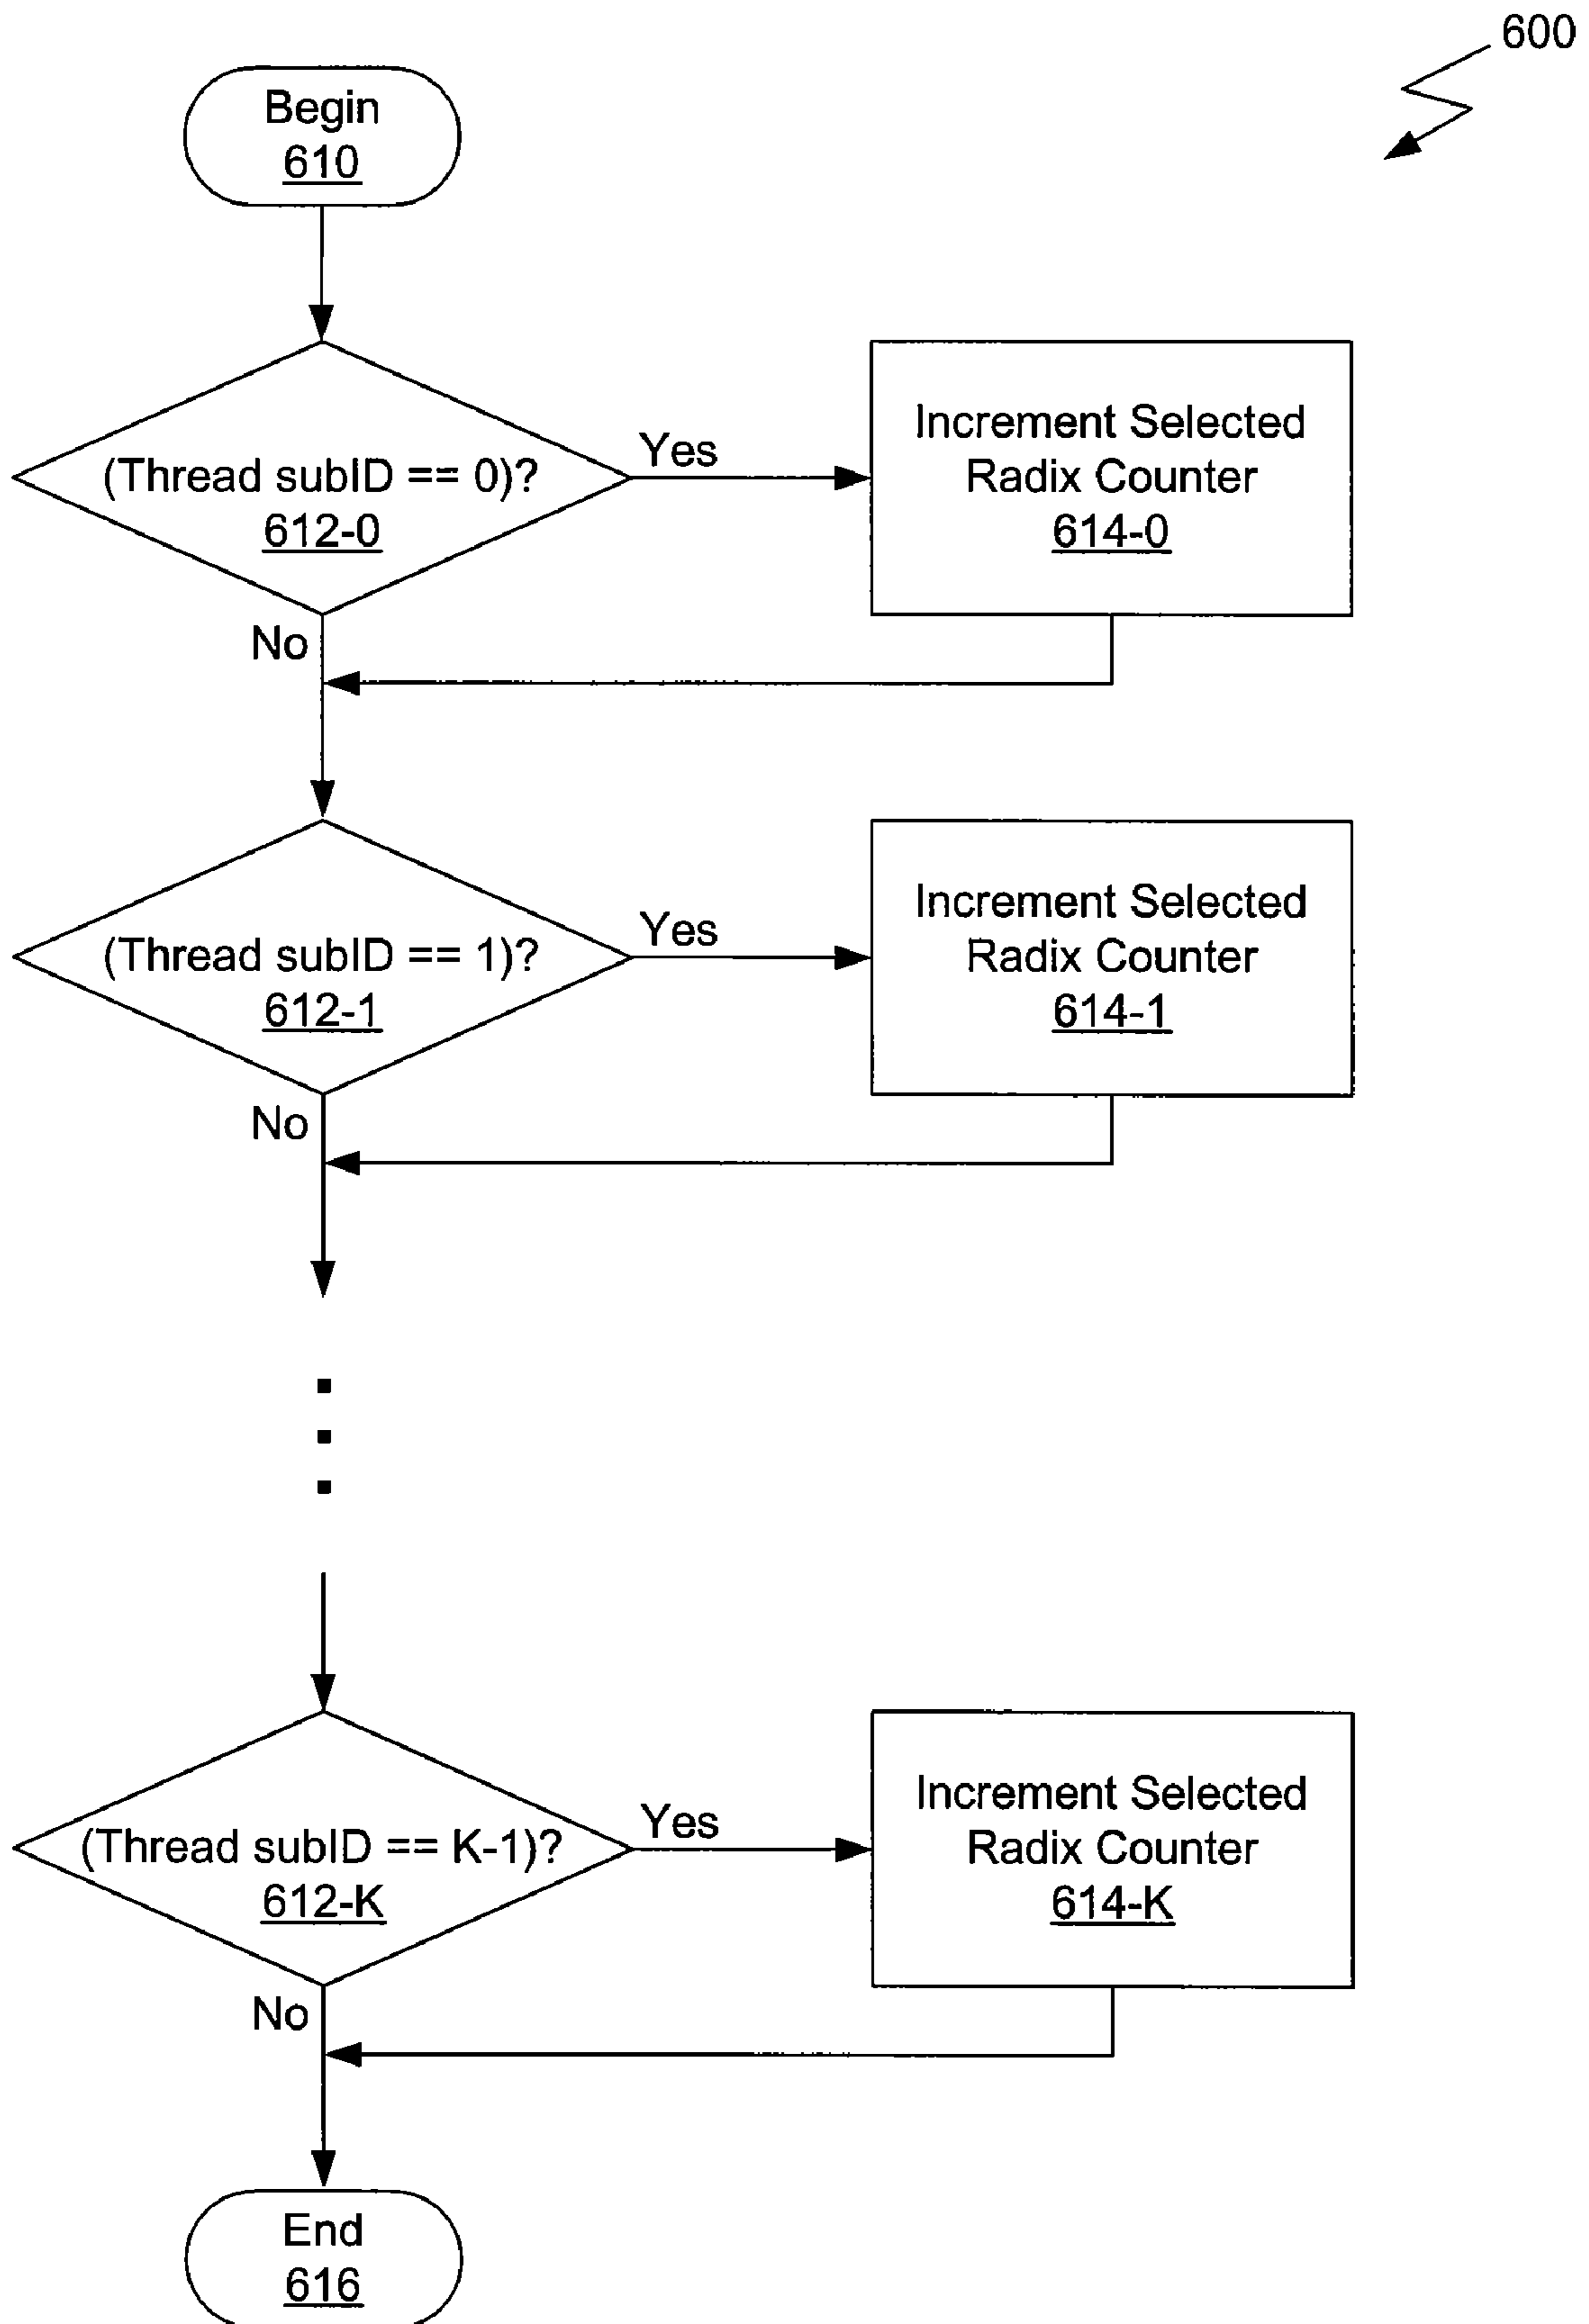 600
Begin
610
(Thread subID == 0)?
612-0
Yes
Increment Selected
Radix Counter
614-0
No
(Thread subID == 1)?
612-1
Yes
Increment Selected
Radix Counter
614-1
No
(Thread subID == K-1)?
612-K
Yes
Increment Selected
Radix Counter
614-K
No
End
616